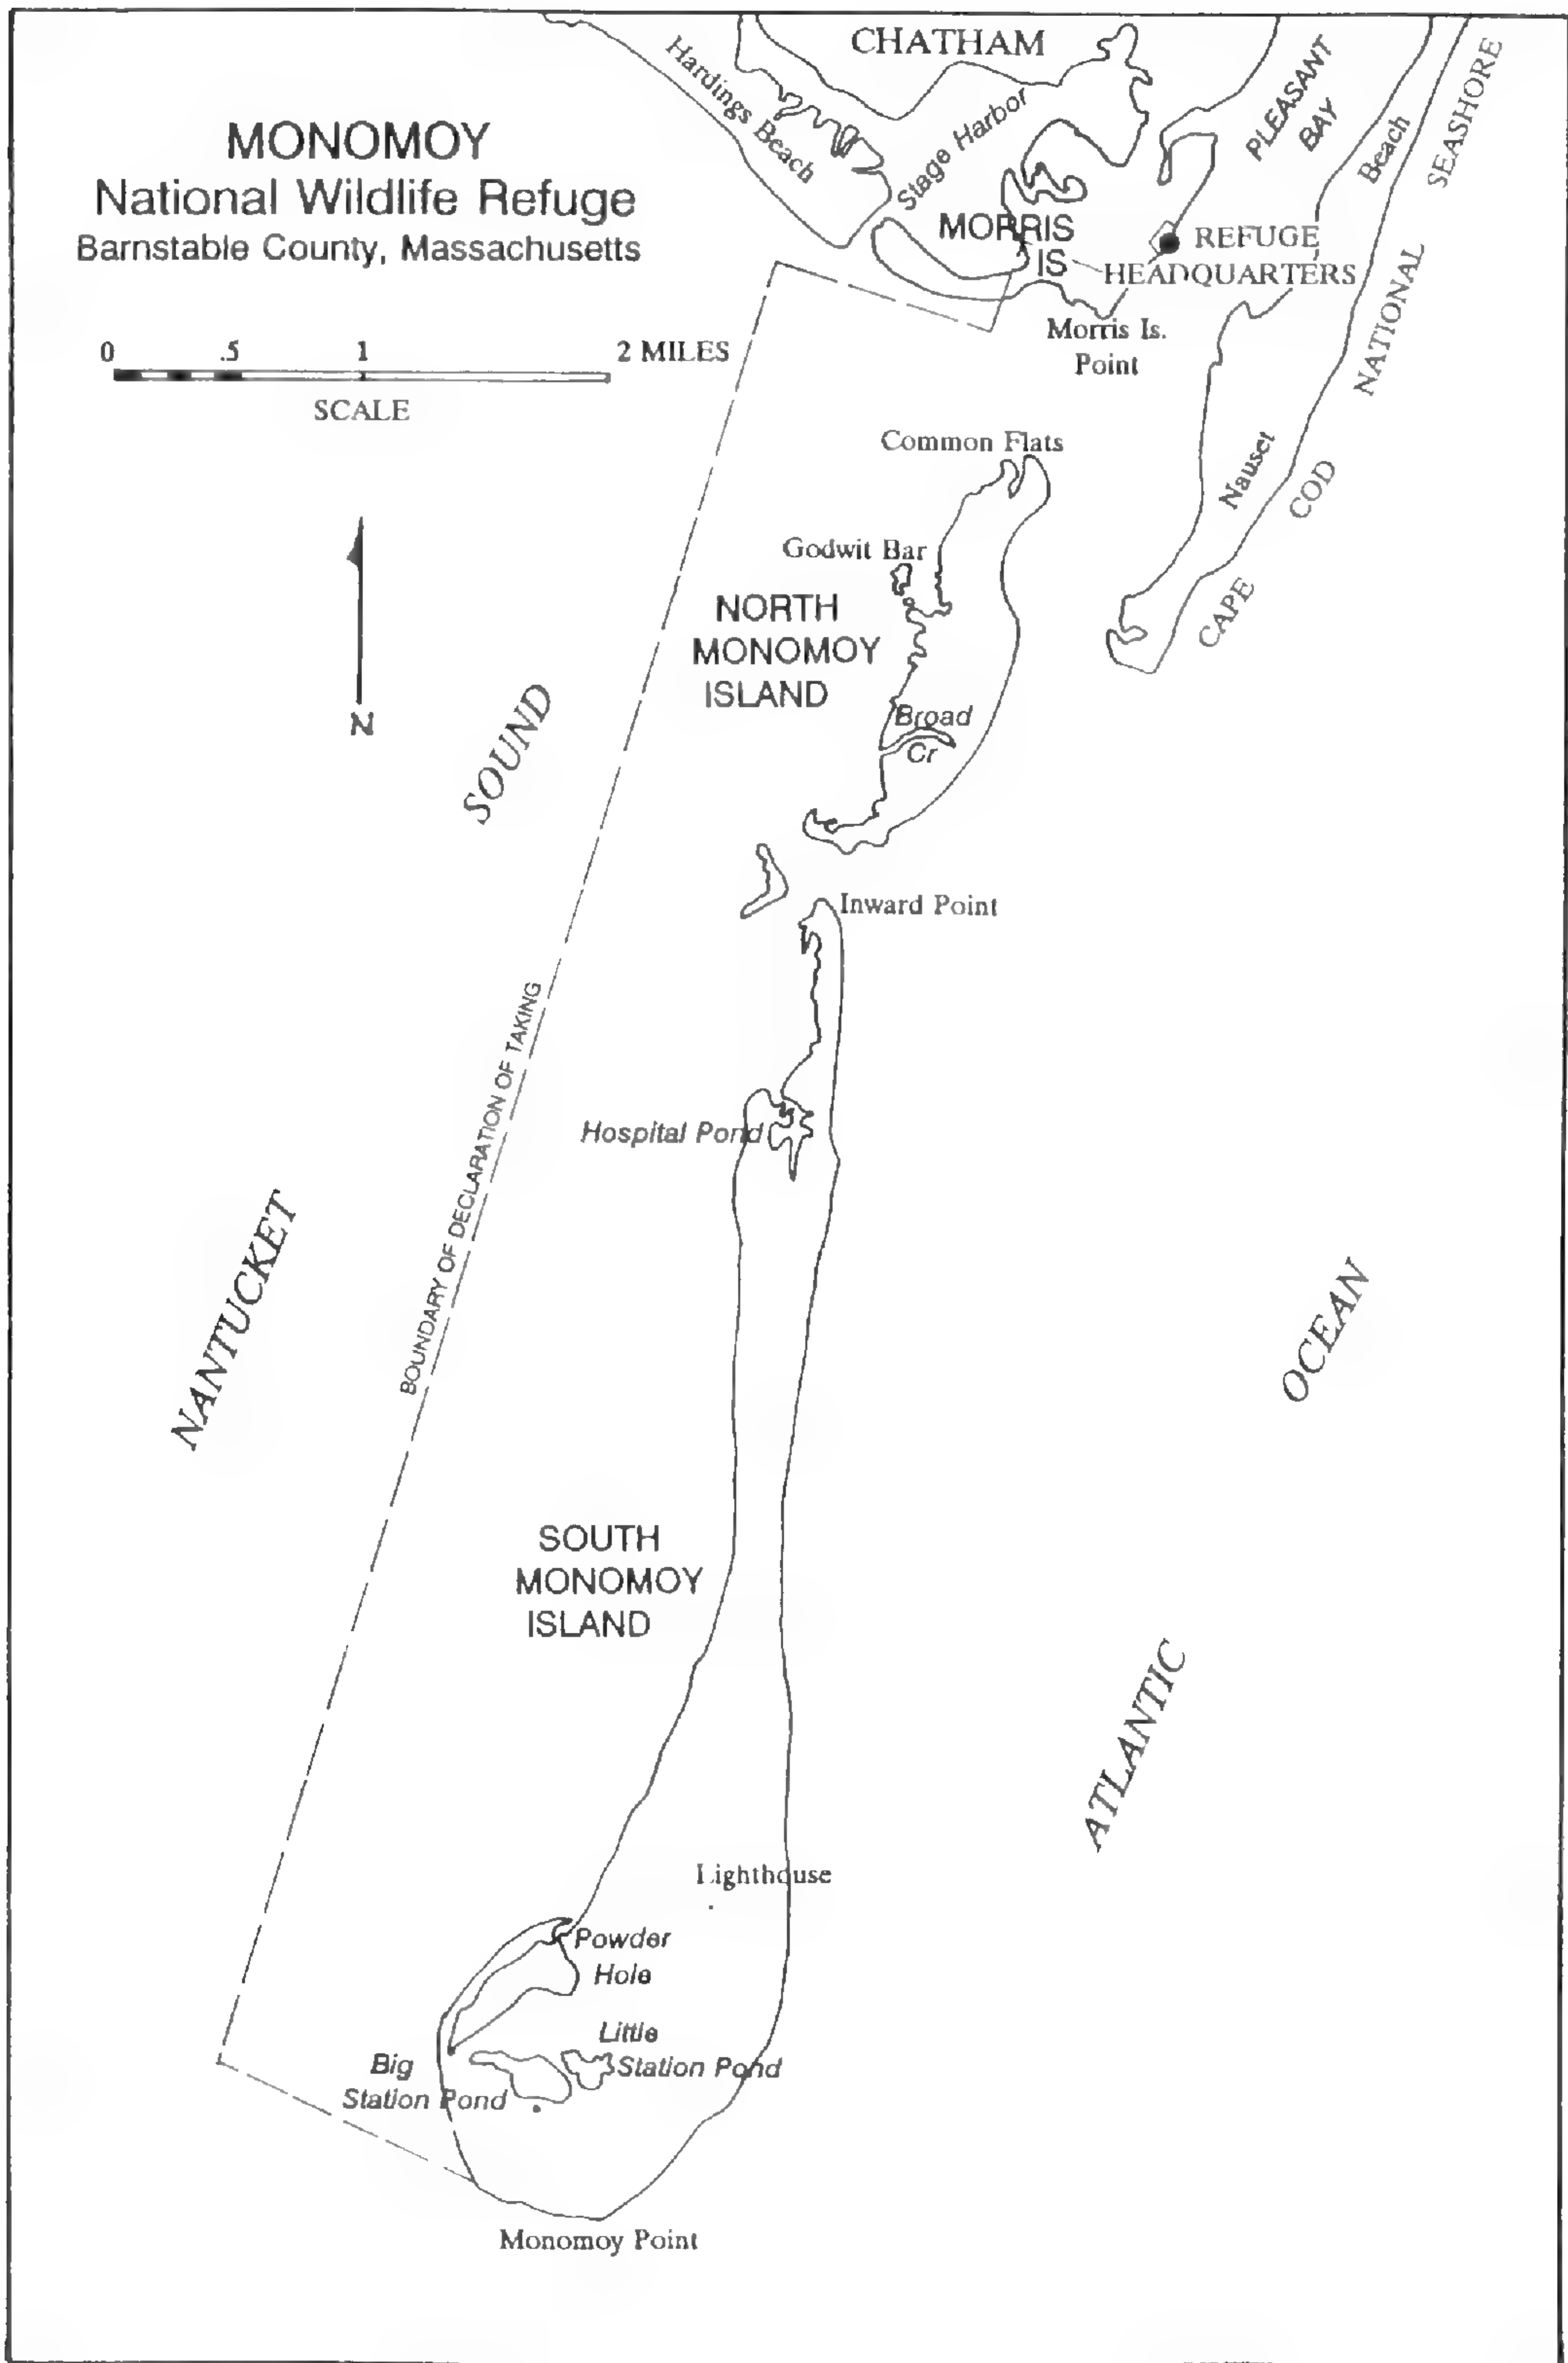 MONOMOY
National Wildlife Refuge
Barnstable County, Massachusetts
0 .5 1 2 MILES
SCALE
N
CHATHAM
Hardings Beach
Stage Harbor
PLEASANT
BAY
Nauset Beach
CAPE COD NATIONAL SEASHORE
MORRIS
IS
REFUGE
HEADQUARTERS
Morris Is.
Point
Common Flats
Godwit Bar
NORTH
MONOMOY
ISLAND
Broad
Cr
Inward Point
NANTUCKET SOUND
BOUNDARY OF DECLARATION OF TAKING
Hospital Pond
ATLANTIC OCEAN
SOUTH
MONOMOY
ISLAND
Lighthouse
Powder
Hole
Little
Station Pond
Big
Station Pond
Monomoy Point